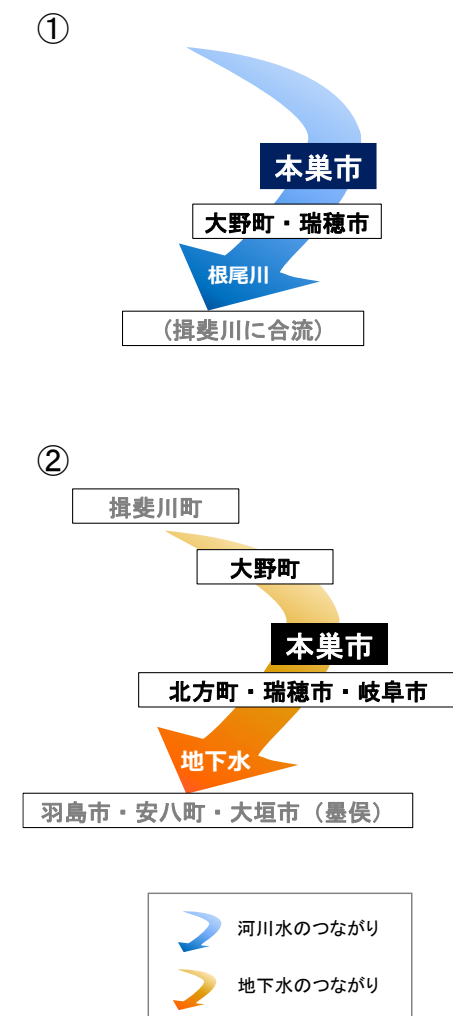 ①
本巣市
大野町・瑞穂市
根尾川
(揖斐川に合流)
②
揖斐川町
大野町
本巣市
北方町・瑞穂市・岐阜市
地下水
羽島市・安八町・大垣市（墨俣）
河川水のつながり
地下水のつながり